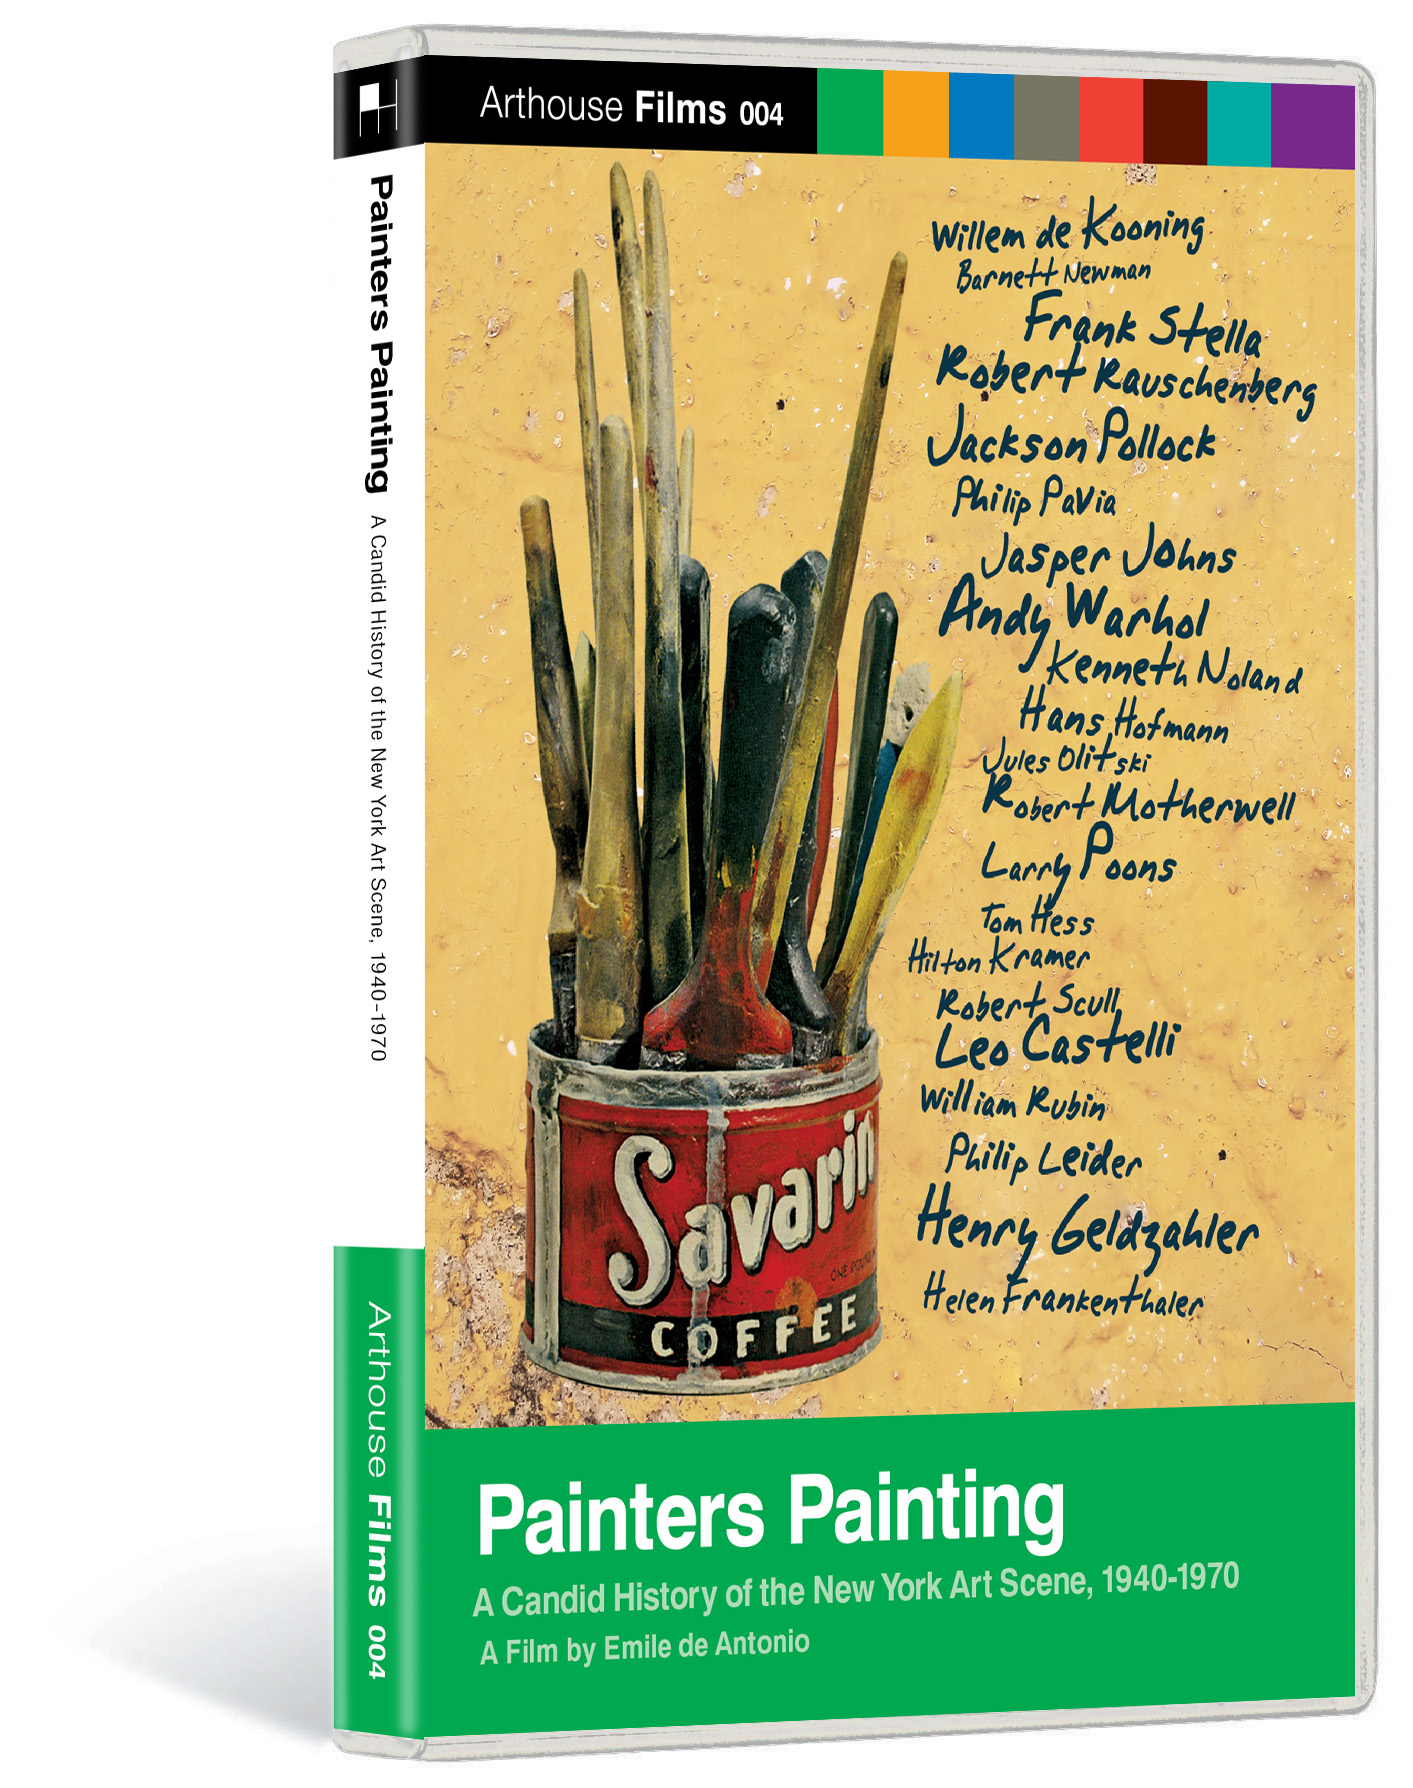 Arthouse Films 004
Painters Painting A Candid History of the New York Art Scene, 1940-1970
Arthouse Films 004
Willem de Kooning
Barnett Newman
Frank Stella
Robert Rauschenberg
Jackson Pollock
Philip Pavia
Jasper Johns
Andy Warhol
Kenneth Noland
Hans Hofmann
Jules Olitski
Robert Motherwell
Larry Poons
Tom Hess
Hilton Kramer
Robert Scull
Leo Castelli
William Rubin
Philip Leider
Henry Geldzahler
Helen Frankenthaler
Savarin
COFFEE
Painters Painting
A Candid History of the New York Art Scene, 1940-1970
A Film by Emile de Antonio